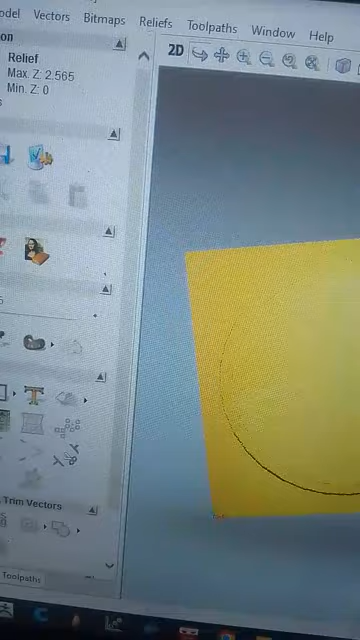 odel Vectors Bitmaps Reliefs Toolpaths Window Help
on
Relief
Max. Z: 2.565
Min. Z: 0
s
2D
Trim Vectors
Toolpaths